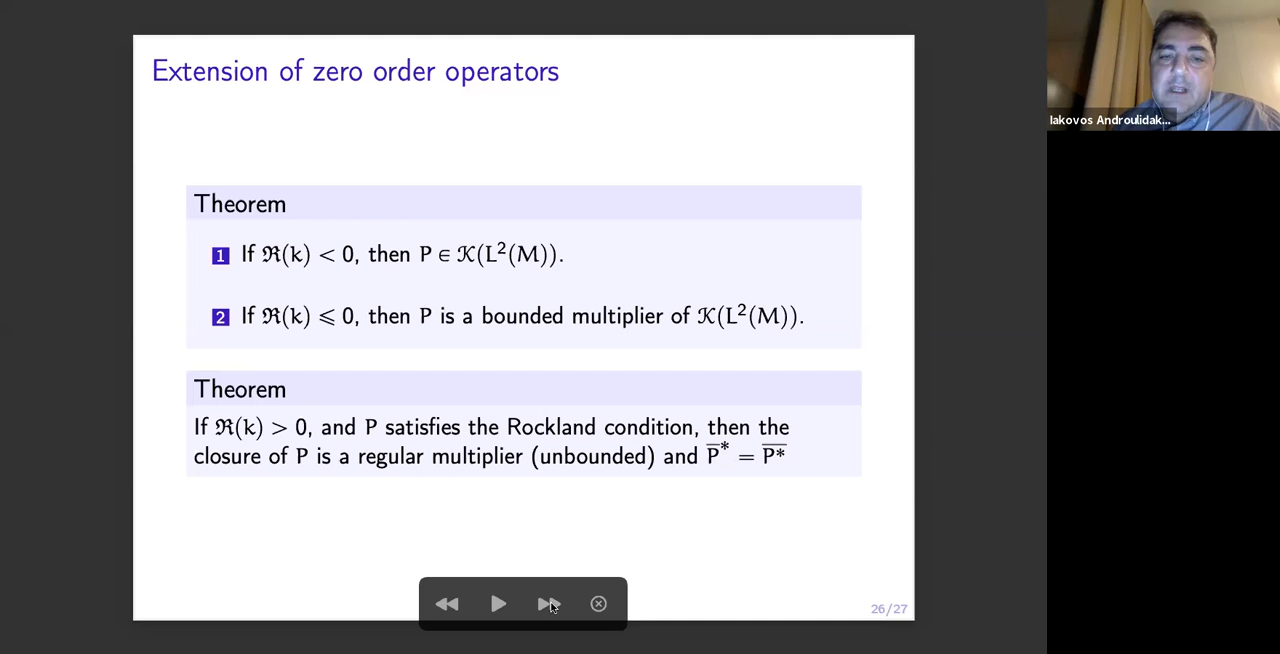 Extension of zero order operators
Iakovos Androulidak...
Theorem
1 If ℜ(k) < 0, then P ∈ 𝒦(L²(M)).
2 If ℜ(k) ⩽ 0, then P is a bounded multiplier of 𝒦(L²(M)).
Theorem
If ℜ(k) > 0, and P satisfies the Rockland condition, then the
closure of P is a regular multiplier (unbounded) and P̅* = P̅*̅
26/27